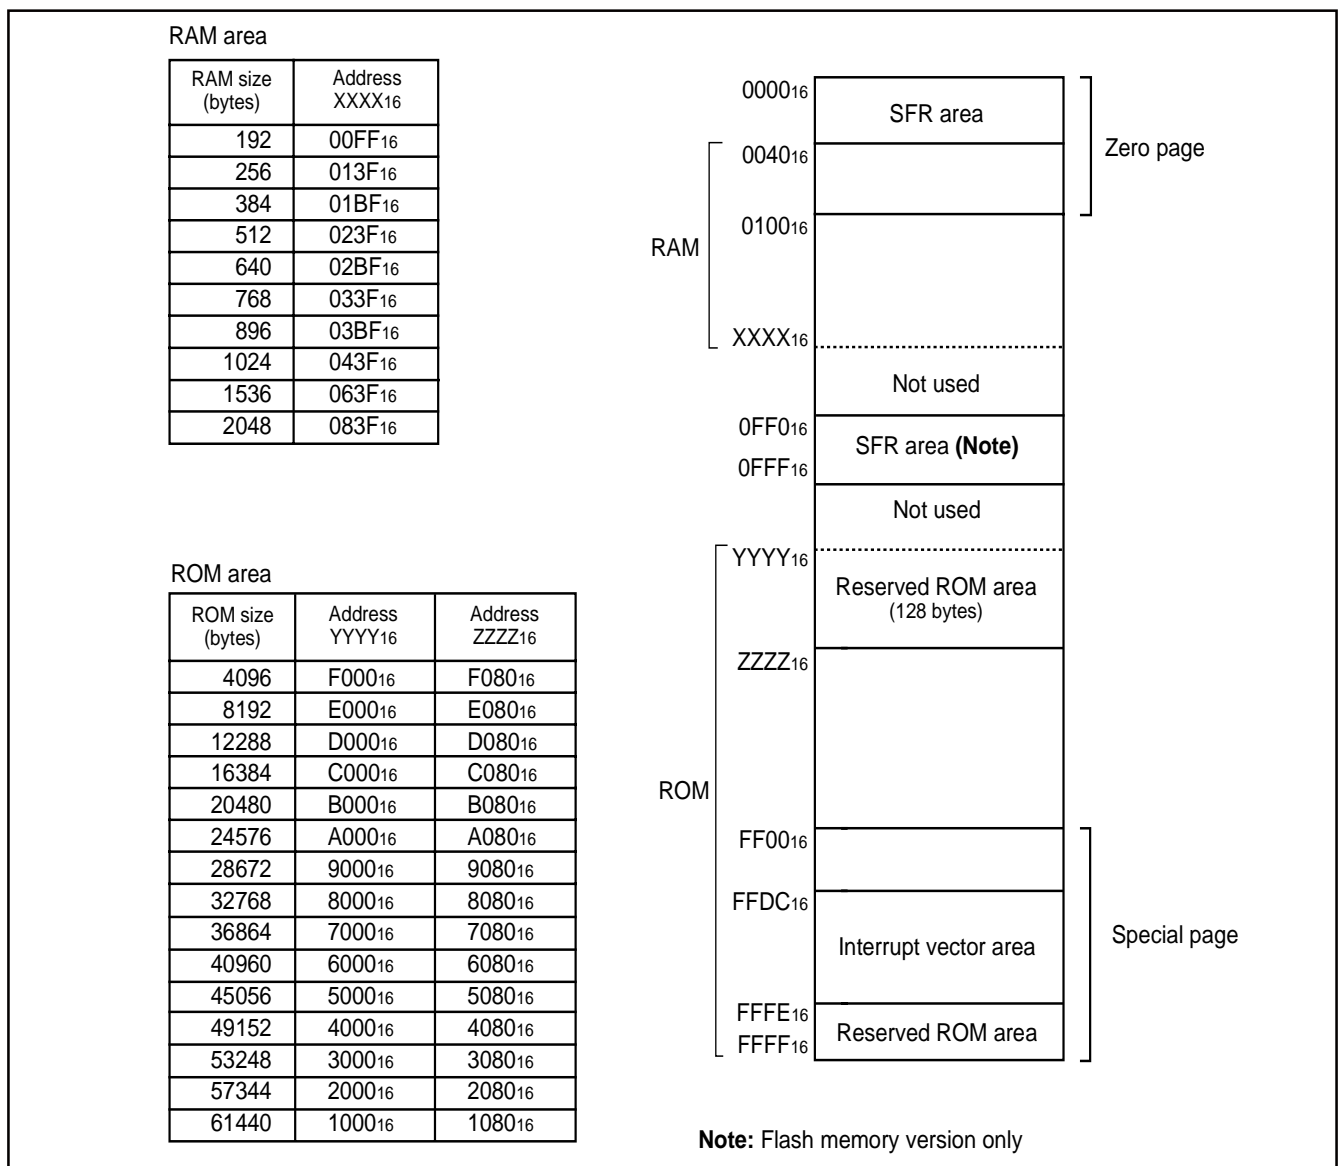 RAM area
RAM size (bytes) Address XXXX16
192 00FF16
256 013F16
384 01BF16
512 023F16
640 02BF16
768 033F16
896 03BF16
1024 043F16
1536 063F16
2048 083F16
ROM area
ROM size (bytes) Address YYYY16 Address ZZZZ16
4096 F00016 F08016
8192 E00016 E08016
12288 D00016 D08016
16384 C00016 C08016
20480 B00016 B08016
24576 A00016 A08016
28672 900016 908016
32768 800016 808016
36864 700016 708016
40960 600016 608016
45056 500016 508016
49152 400016 408016
53248 300016 308016
57344 200016 208016
61440 100016 108016
000016
SFR area
Zero page
004016
010016
RAM
XXXX16
Not used
0FF016
SFR area (Note)
0FFF16
Not used
YYYY16
Reserved ROM area
(128 bytes)
ZZZZ16
ROM
FF0016
FFDC16
Special page
Interrupt vector area
FFFE16
Reserved ROM area
FFFF16
Note: Flash memory version only